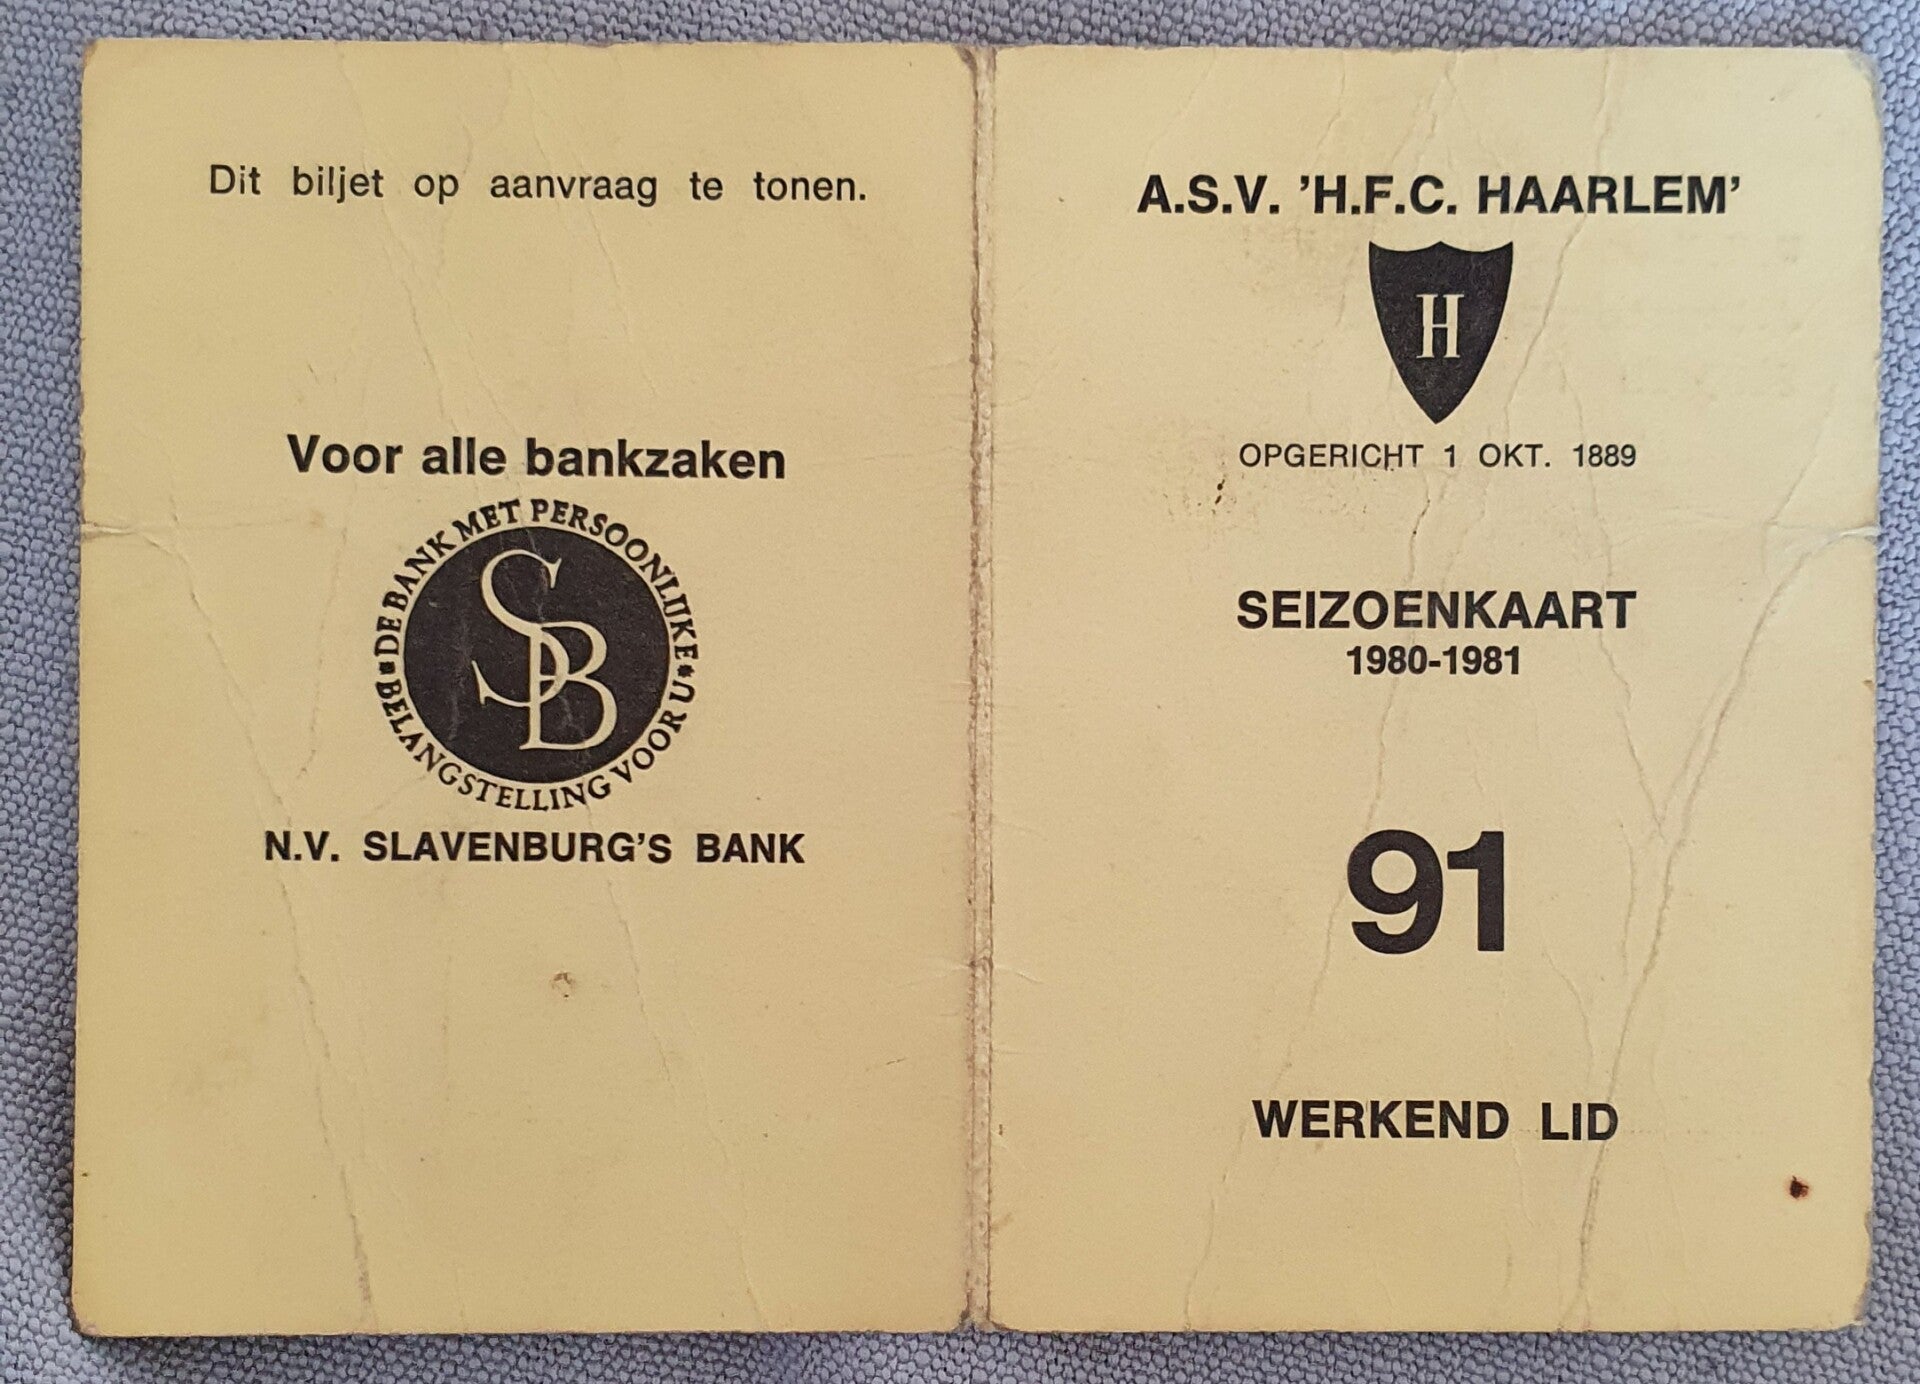 Dit biljet op aanvraag te tonen.
Voor alle bankzaken
DE BANK MET PERSOONLIJKE
SB
BELANGSTELLING VOOR U
N.V. SLAVENBURG'S BANK
A.S.V. 'H.F.C. HAARLEM'
H
OPGERICHT 1 OKT. 1889
SEIZOENKAART
1980-1981
91
WERKEND LID